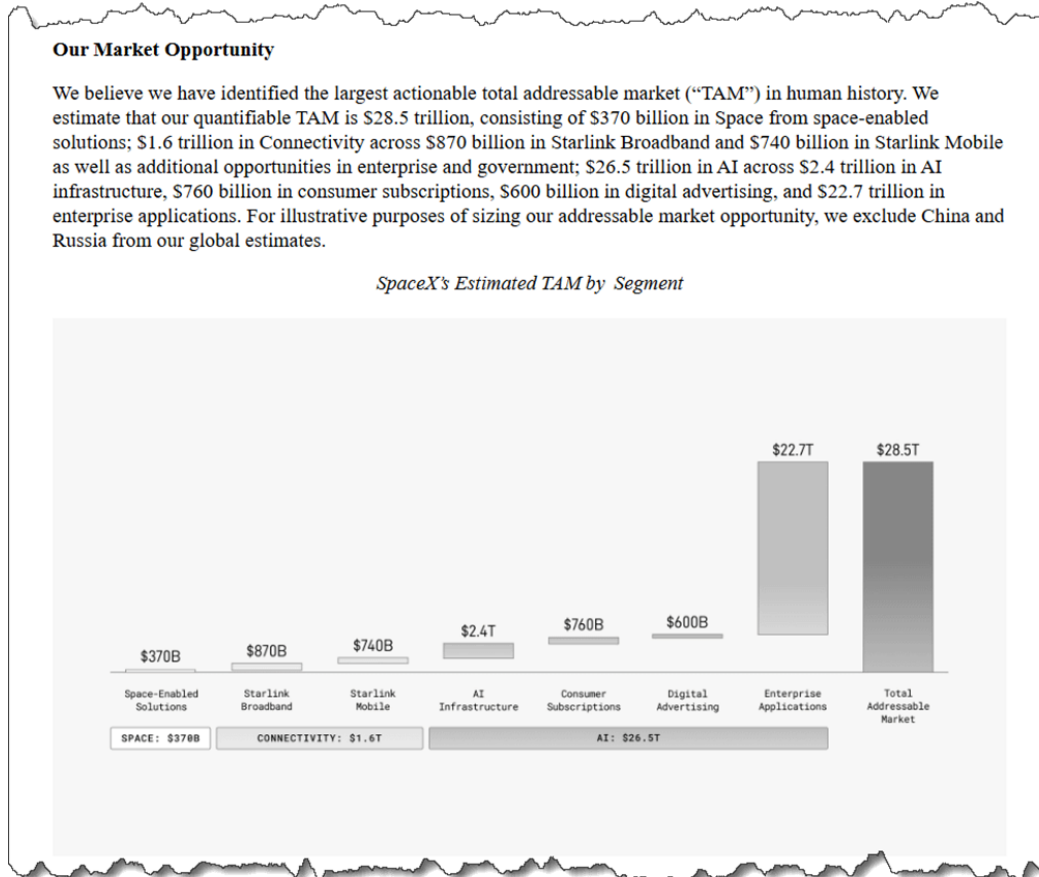 Our Market Opportunity
We believe we have identified the largest actionable total addressable market (“TAM”) in human history. We
estimate that our quantifiable TAM is $28.5 trillion, consisting of $370 billion in Space from space-enabled
solutions; $1.6 trillion in Connectivity across $870 billion in Starlink Broadband and $740 billion in Starlink Mobile
as well as additional opportunities in enterprise and government; $26.5 trillion in AI across $2.4 trillion in AI
infrastructure, $760 billion in consumer subscriptions, $600 billion in digital advertising, and $22.7 trillion in
enterprise applications. For illustrative purposes of sizing our addressable market opportunity, we exclude China and
Russia from our global estimates.
SpaceX’s Estimated TAM by Segment
$370B
$870B
$740B
$2.4T
$760B
$600B
$22.7T
$28.5T
Space-Enabled
Solutions
Starlink
Broadband
Starlink
Mobile
AI
Infrastructure
Consumer
Subscriptions
Digital
Advertising
Enterprise
Applications
Total
Addressable
Market
SPACE: $370B
CONNECTIVITY: $1.6T
AI: $26.5T